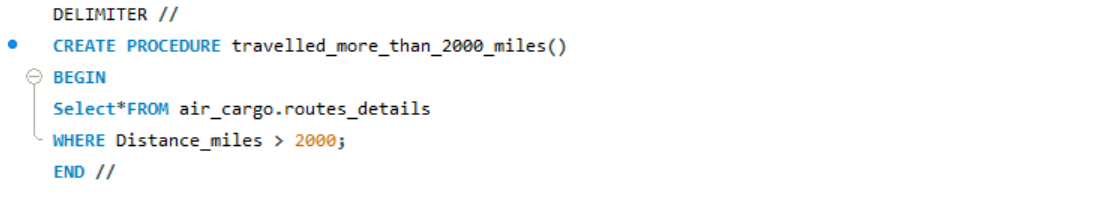 DELIMITER //
CREATE PROCEDURE travelled_more_than_2000_miles()
BEGIN
Select*FROM air_cargo.routes_details
WHERE Distance_miles > 2000;
END //